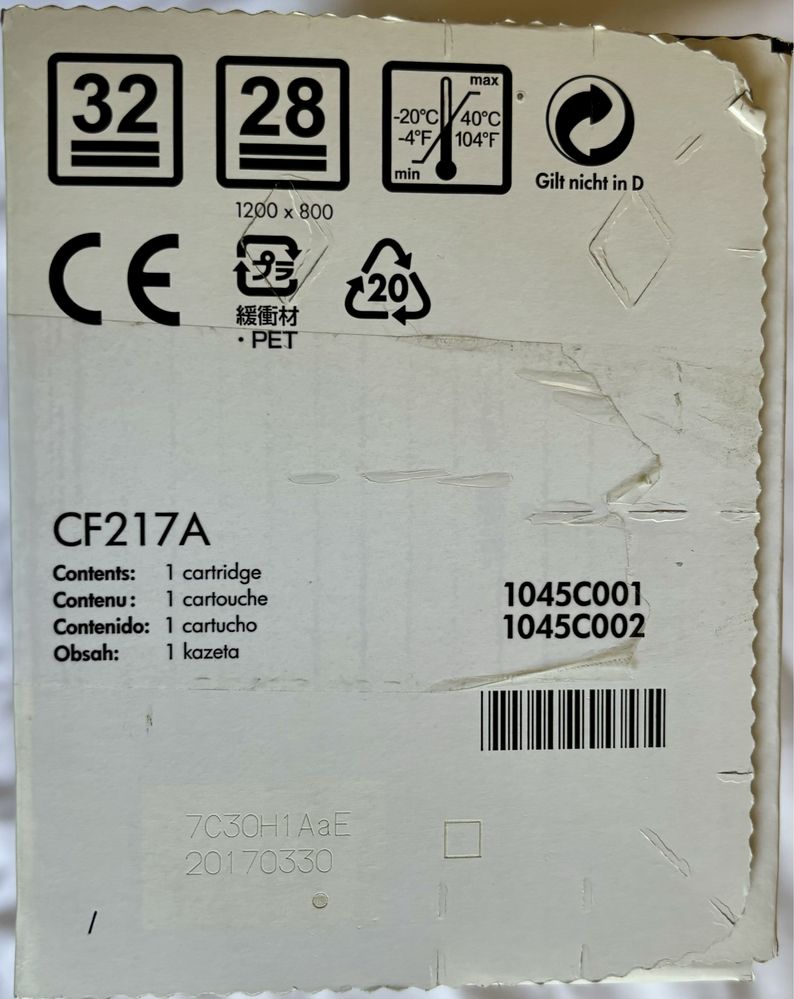 32
28
max
-20°C
-4°F
40°C
104°F
min
Gilt nicht in D
1200 x 800
CE
プラ
緩衝材
・PET
20
CF217A
Contents: 1 cartridge
Contenu : 1 cartouche
Contenido: 1 cartucho
Obsah: 1 kazeta
1045C001
1045C002
7C30H1AaE
20170330
/